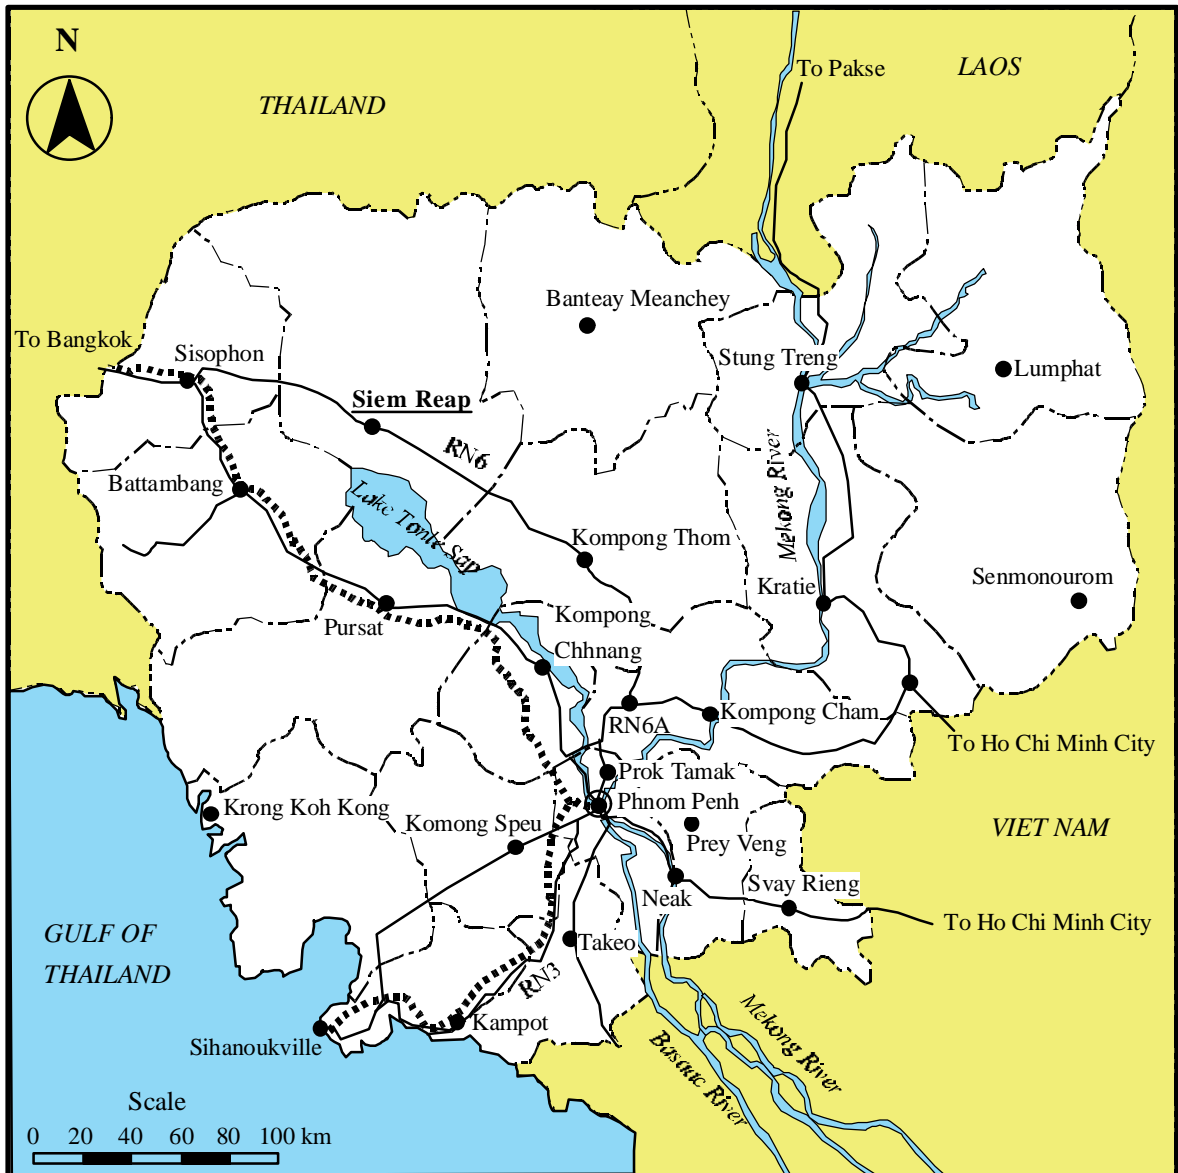 N
To Pakse
LAOS
THAILAND
Banteay Meanchey
To Bangkok
Sisophon
Stung Treng
Lumphat
Siem Reap
RN6
Mekong River
Battambang
Lake Tonle Sap
Kompong Thom
Senmonourom
Kratie
Pursat
Kompong
Chhnang
RN6A
Kompong Cham
To Ho Chi Minh City
Prok Tamak
Phnom Penh
Krong Koh Kong
Komong Speu
Prey Veng
VIET NAM
Neak
Svay Rieng
To Ho Chi Minh City
GULF OF
THAILAND
Takeo
RN3
Kampot
Sihanoukville
Mekong River
Basaac River
Scale
0 20 40 60 80 100 km